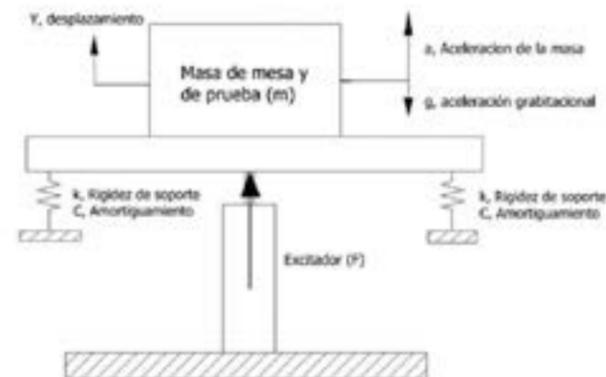 Y, desplazamiento
Masa de mesa y
de prueba (m)
a, Aceleracion de la masa
g, aceleración grabitacional
k, Rigidez de soporte
C, Amortiguamiento
k, Rigidez de soporte
C, Amortiguamiento
Excitador (F)